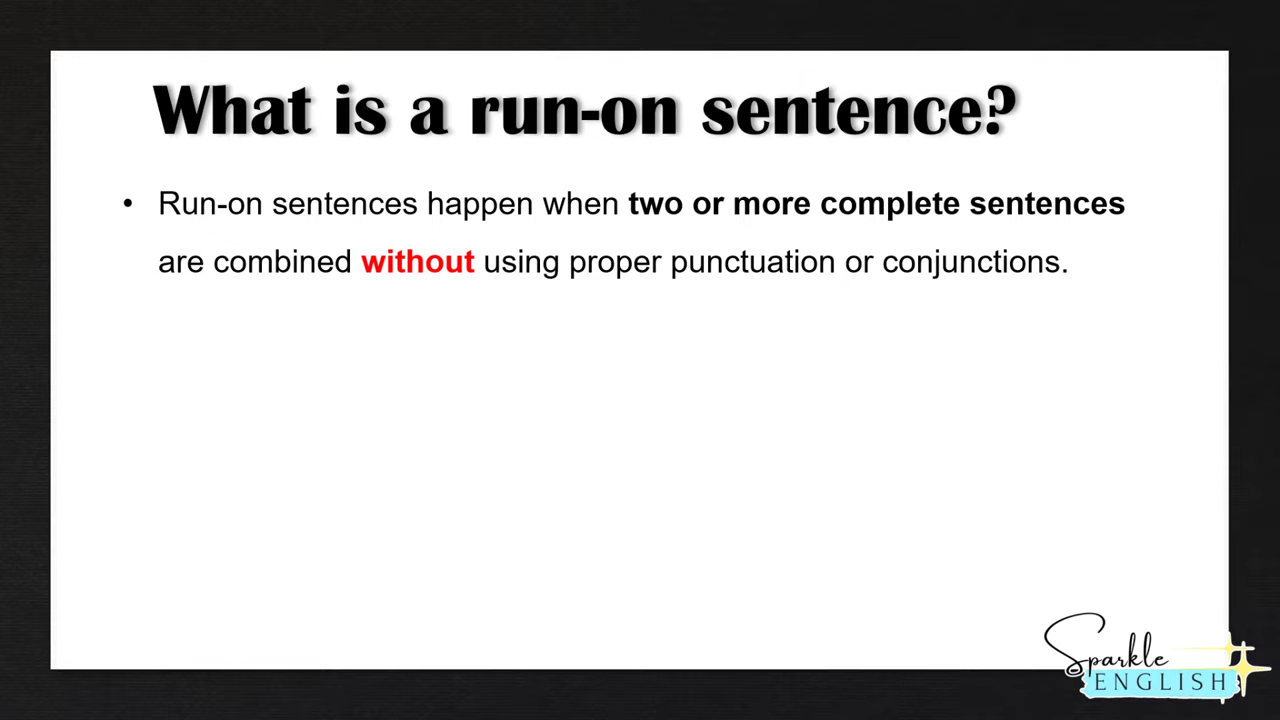 What is a run-on sentence?
• Run-on sentences happen when two or more complete sentences
are combined without using proper punctuation or conjunctions.
Sparkle
ENGLISH